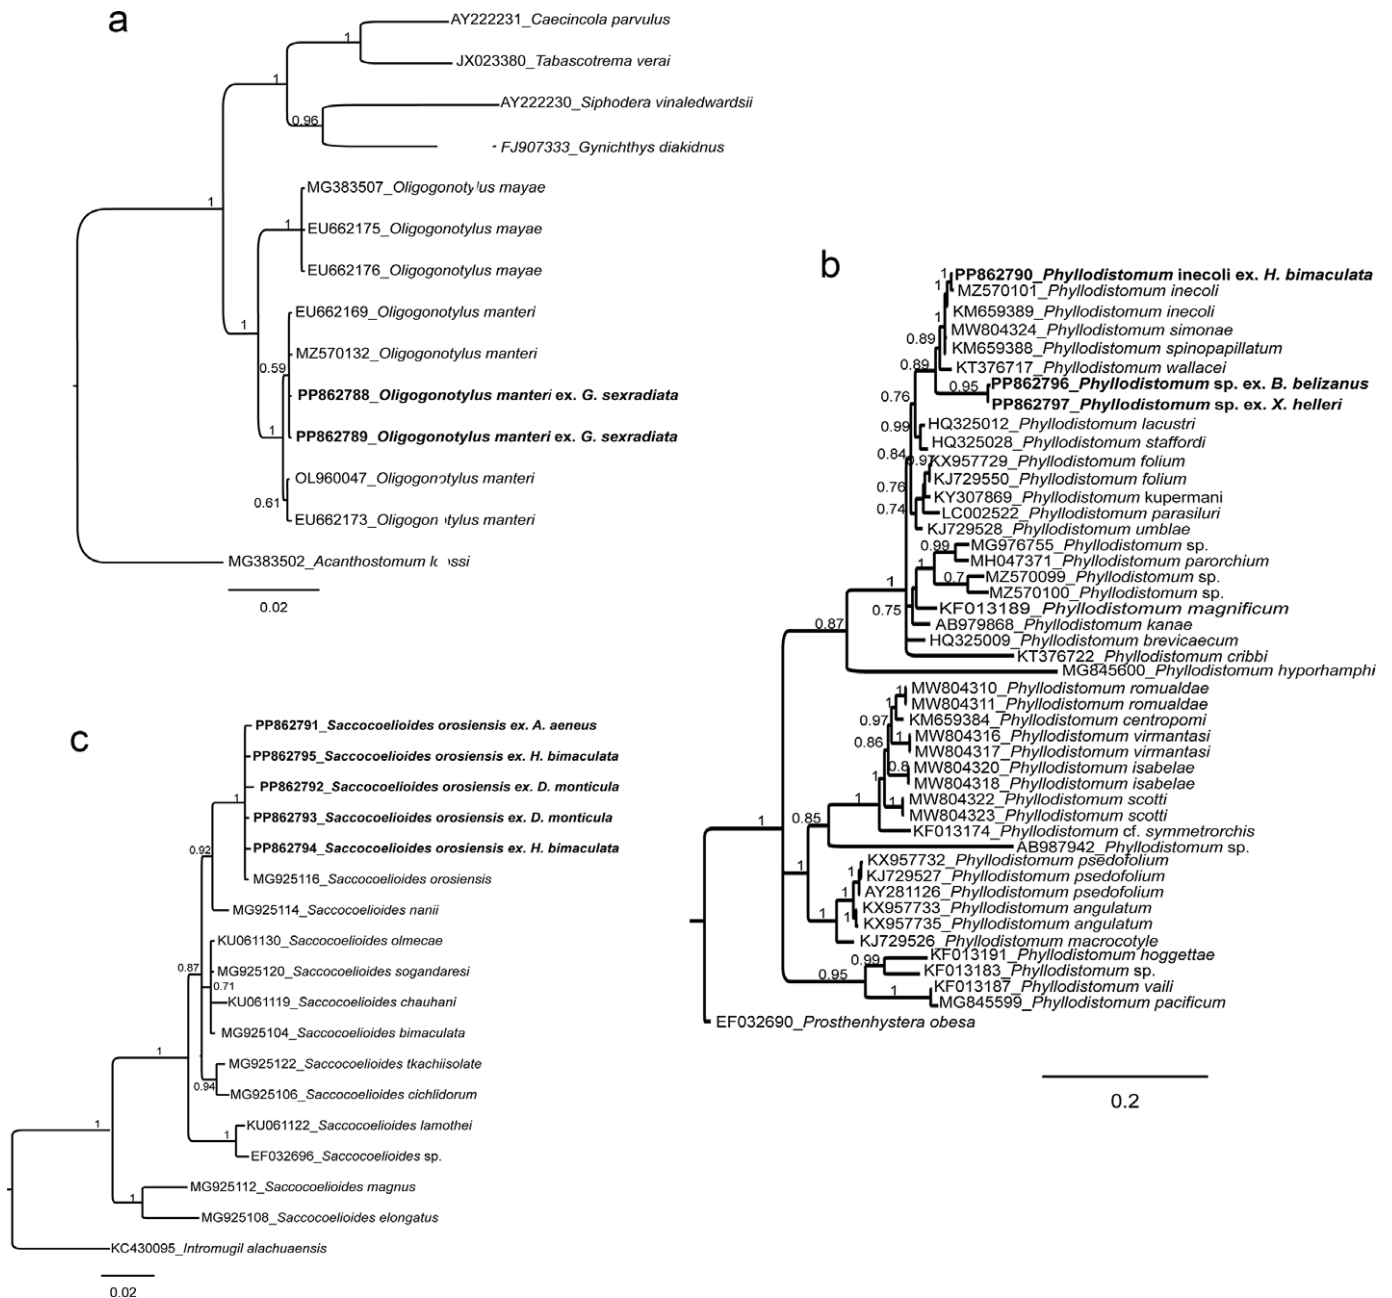 a
AY222231_Caecincola parvulus
1
JX023380_Tabascotrema verai
1
AY222230_Siphodera vinaledwardsii
0.96
FJ907333_Gynichthys diakidnus
MG383507_Oligogonotylus mayae
1
1
EU662175_Oligogonotylus mayae
EU662176_Oligogonotylus mayae
EU662169_Oligogonotylus manteri
1
MZ570132_Oligogonotylus manteri
0.59
PP862788_Oligogonotylus manteri ex. G. sexradiata
1
PP862789_Oligogonotylus manteri ex. G. sexradiata
OL960047_Oligogonotylus manteri
0.61
EU662173_Oligogonotylus manteri
MG383502_Acanthostomum
0.02
b
1
PP862790_Phyllodistomum inecoli ex. H. bimaculata
1
MZ570101_Phyllodistomum inecoli
1
KM659389_Phyllodistomum inecoli
MW804324_Phyllodistomum simonae
0.89
KM659388_Phyllodistomum spinopapillatum
0.89
KT376717_Phyllodistomum wallacei
0.95
PP862796_Phyllodistomum sp. ex. B. belizanus
0.76
PP862797_Phyllodistomum sp. ex. X. helleri
0.99
HQ325012_Phyllodistomum lacustri
HQ325028_Phyllodistomum staffordi
0.84
0.97
KX957729_Phyllodistomum folium
KJ729550_Phyllodistomum folium
0.76
KY307869_Phyllodistomum kupermani
0.74
LC002522_Phyllodistomum parasiluri
KJ729528_Phyllodistomum umblae
0.99
MG976755_Phyllodistomum sp.
1
MH047371_Phyllodistomum parorchium
1
0.7
MZ570099_Phyllodistomum sp.
MZ570100_Phyllodistomum sp.
0.75
KF013189_Phyllodistomum magnificum
0.87
AB979868_Phyllodistomum kanae
HQ325009_Phyllodistomum brevicaecum
KT376722_Phyllodistomum cribbi
MG845600_Phyllodistomum hyporhamphi
1
MW804310_Phyllodistomum romualdae
1
MW804311_Phyllodistomum romualdae
0.97
KM659384_Phyllodistomum centropomi
1
MW804316_Phyllodistomum virmantasi
0.86
MW804317_Phyllodistomum virmantasi
0.8
MW804320_Phyllodistomum isabelae
1
MW804318_Phyllodistomum isabelae
1
1
MW804322_Phyllodistomum scotti
MW804323_Phyllodistomum scotti
1
0.85
KF013174_Phyllodistomum cf. symmetrorchis
AB987942_Phyllodistomum sp.
KX957732_Phyllodistomum psedofolium
1
KJ729527_Phyllodistomum psedofolium
1
AY281126_Phyllodistomum psedofolium
1
1
KX957733_Phyllodistomum angulatum
KX957735_Phyllodistomum angulatum
KJ729526_Phyllodistomum macrocotyle
0.99
KF013191_Phyllodistomum hoggettae
0.95
KF013183_Phyllodistomum sp.
1
KF013187_Phyllodistomum vaili
MG845599_Phyllodistomum pacificum
EF032690_Prosthenhystera obesa
0.2
c
PP862791_Saccocoelioides orosiensis ex. A. aeneus
PP862795_Saccocoelioides orosiensis ex. H. bimaculata
PP862792_Saccocoelioides orosiensis ex. D. monticula
1
PP862793_Saccocoelioides orosiensis ex. D. monticula
0.92
PP862794_Saccocoelioides orosiensis ex. H. bimaculata
MG925116_Saccocoelioides orosiensis
MG925114_Saccocoelioides nanii
KU061130_Saccocoelioides olmecae
0.87
MG925120_Saccocoelioides sogandaresi
0.71
KU061119_Saccocoelioides chauhani
MG925104_Saccocoelioides bimaculata
1
MG925122_Saccocoelioides tkachiisolate
0.94
MG925106_Saccocoelioides cichlidorum
1
KU061122_Saccocoelioides lamothei
1
EF032696_Saccocoelioides sp.
MG925112_Saccocoelioides magnus
1
MG925108_Saccocoelioides elongatus
KC430095_Intromugil alachuaensis
0.02